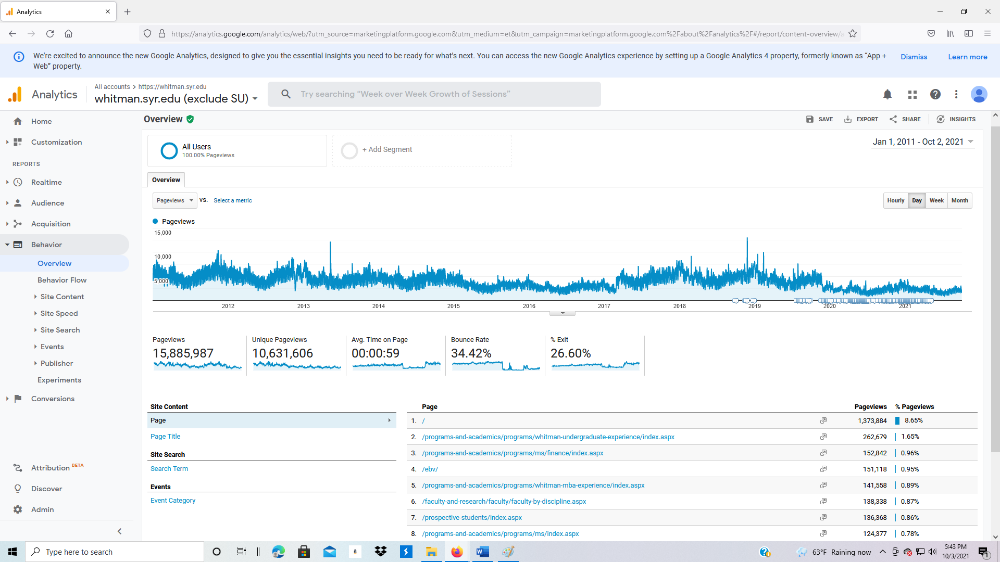 Analytics
https://analytics.google.com/analytics/web/?utm_source=marketingplatform.google.com&utm_medium=et&utm_campaign=marketingplatform.google.com%2Fabout%2Fanalytics%2F#/report/content-overview/a
We're excited to announce the new Google Analytics, designed to give you the essential insights you need to be ready for what's next. You can access the new Google Analytics experience by setting up a Google Analytics 4 property, formerly known as "App +
Web" property.
Dismiss
Learn more
Analytics
All accounts > https://whitman.syr.edu
whitman.syr.edu (exclude SU)
Try searching "Week over Week Growth of Sessions"
Home
Customization
REPORTS
Realtime
Audience
Acquisition
Behavior
Overview
Behavior Flow
Site Content
Site Speed
Site Search
Events
Publisher
Experiments
Conversions
Attribution BETA
Discover
Admin
Overview
SAVE
EXPORT
SHARE
INSIGHTS
All Users
100.00% Pageviews
+ Add Segment
Jan 1, 2011 - Oct 2, 2021
Overview
Pageviews
VS.
Select a metric
Hourly
Day
Week
Month
Pageviews
15,000
10,000
5,000
2012 2013 2014 2015 2016 2017 2018 2019 2020 2021
Pageviews
15,885,987
Unique Pageviews
10,631,606
Avg. Time on Page
00:00:59
Bounce Rate
34.42%
% Exit
26.60%
Site Content
Page
Page Title
Site Search
Search Term
Events
Event Category
Page Pageviews % Pageviews
1. / 1,373,884 8.65%
2. /programs-and-academics/programs/whitman-undergraduate-experience/index.aspx 262,679 1.65%
3. /programs-and-academics/programs/ms/finance/index.aspx 152,842 0.96%
4. /ebv/ 151,118 0.95%
5. /programs-and-academics/programs/whitman-mba-experience/index.aspx 141,558 0.89%
6. /faculty-and-research/faculty/faculty-by-discipline.aspx 138,338 0.87%
7. /prospective-students/index.aspx 136,368 0.86%
8. /programs-and-academics/programs/ms/index.aspx 124,377 0.78%
Type here to search
a
W
63°F Raining now
5:43 PM
10/3/2021
1